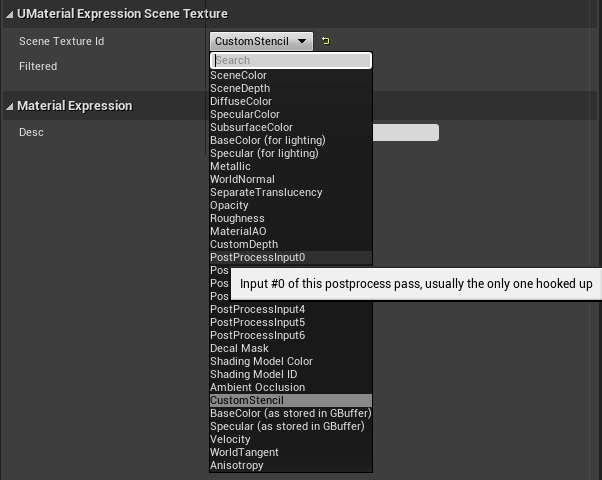 UMaterial Expression Scene Texture
Scene Texture Id
CustomStencil
Filtered
Search
SceneColor
SceneDepth
DiffuseColor
SpecularColor
SubsurfaceColor
BaseColor (for lighting)
Specular (for lighting)
Metallic
WorldNormal
SeparateTranslucency
Opacity
Roughness
MaterialAO
CustomDepth
PostProcessInput0
Pos
Pos
Pos
Input #0 of this postprocess pass, usually the only one hooked up
PostProcessInput4
PostProcessInput5
PostProcessInput6
Decal Mask
Shading Model Color
Shading Model ID
Ambient Occlusion
CustomStencil
BaseColor (as stored in GBuffer)
Specular (as stored in GBuffer)
Velocity
WorldTangent
Anisotropy
Material Expression
Desc